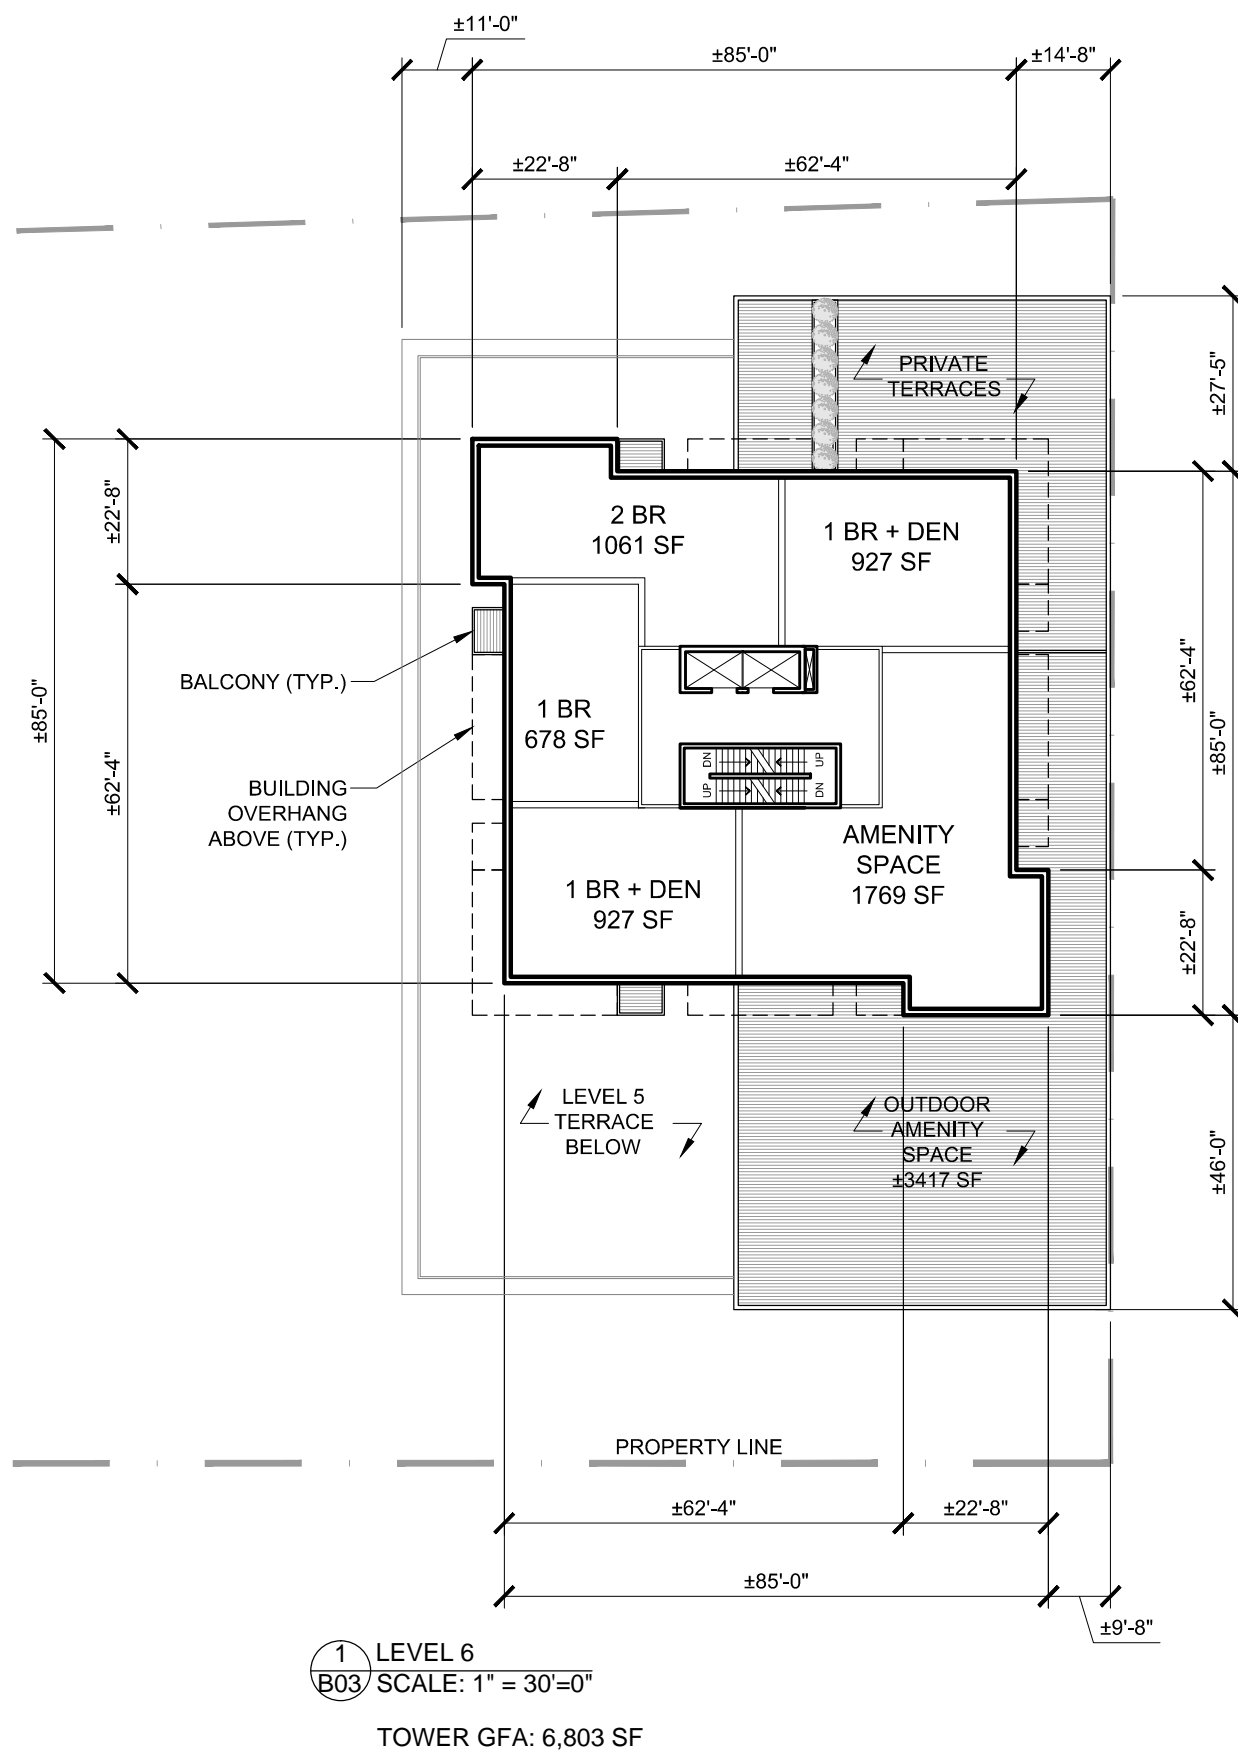 ±11'-0"
±85'-0"
±14'-8"
±22'-8"
±62'-4"
PRIVATE
TERRACES
±27'-5"
±85'-0"
±22'-8"
±62'-4"
2 BR
1061 SF
1 BR + DEN
927 SF
BALCONY (TYP.)
1 BR
678 SF
±62'-4"
±85'-0"
DN
UP
UP
DN
BUILDING
OVERHANG
ABOVE (TYP.)
AMENITY
SPACE
1769 SF
1 BR + DEN
927 SF
±22'-8"
LEVEL 5
TERRACE
BELOW
OUTDOOR
AMENITY
SPACE
±3417 SF
±46'-0"
PROPERTY LINE
±62'-4"
±22'-8"
±85'-0"
±9'-8"
1
B03
LEVEL 6
SCALE: 1" = 30'=0"
TOWER GFA: 6,803 SF